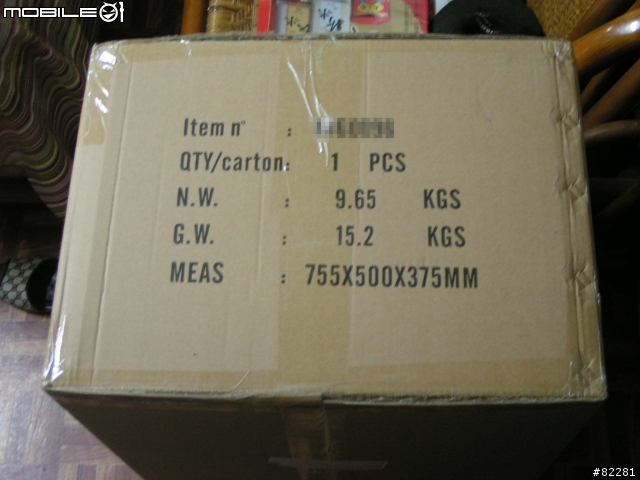 MOBILE01
Item n° :
QTY/carton: 1 PCS
N.W. : 9.65 KGS
G.W. : 15.2 KGS
MEAS : 755X500X375MM
#82281